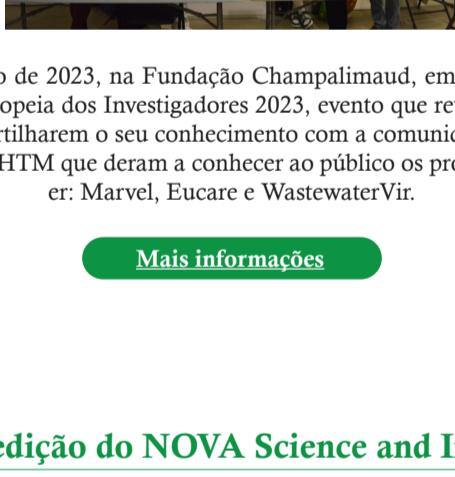 o de 2023, na Fundação Champalimaud, em
opeia dos Investigadores 2023, evento que re
rtilharem o seu conhecimento com a comunic
HTM que deram a conhecer ao público os pro
er: Marvel, Eucare e WastewaterVir.
Mais informações
edição do NOVA Science and I